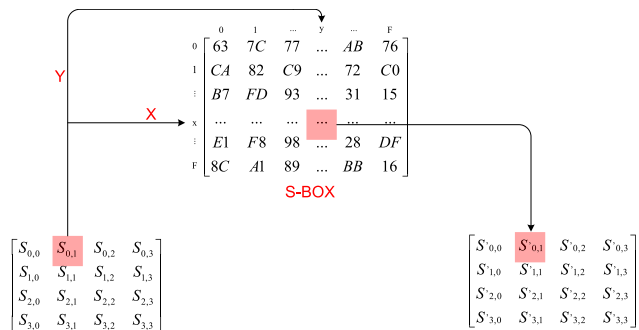 0 1 ... y ... F
0 63 7C 77 ... AB 76
1 CA 82 C9 ... 72 C0
⋮ B7 FD 93 ... 31 15
x ... ... ... ... ... ...
⋮ E1 F8 98 ... 28 DF
F 8C A1 89 ... BB 16
Y
X
S-BOX
S0,0 S0,1 S0,2 S0,3
S1,0 S1,1 S1,2 S1,3
S2,0 S2,1 S2,2 S2,3
S3,0 S3,1 S3,2 S3,3
S'0,0 S'0,1 S'0,2 S'0,3
S'1,0 S'1,1 S'1,2 S'1,3
S'2,0 S'2,1 S'2,2 S'2,3
S'3,0 S'3,1 S'3,2 S'3,3